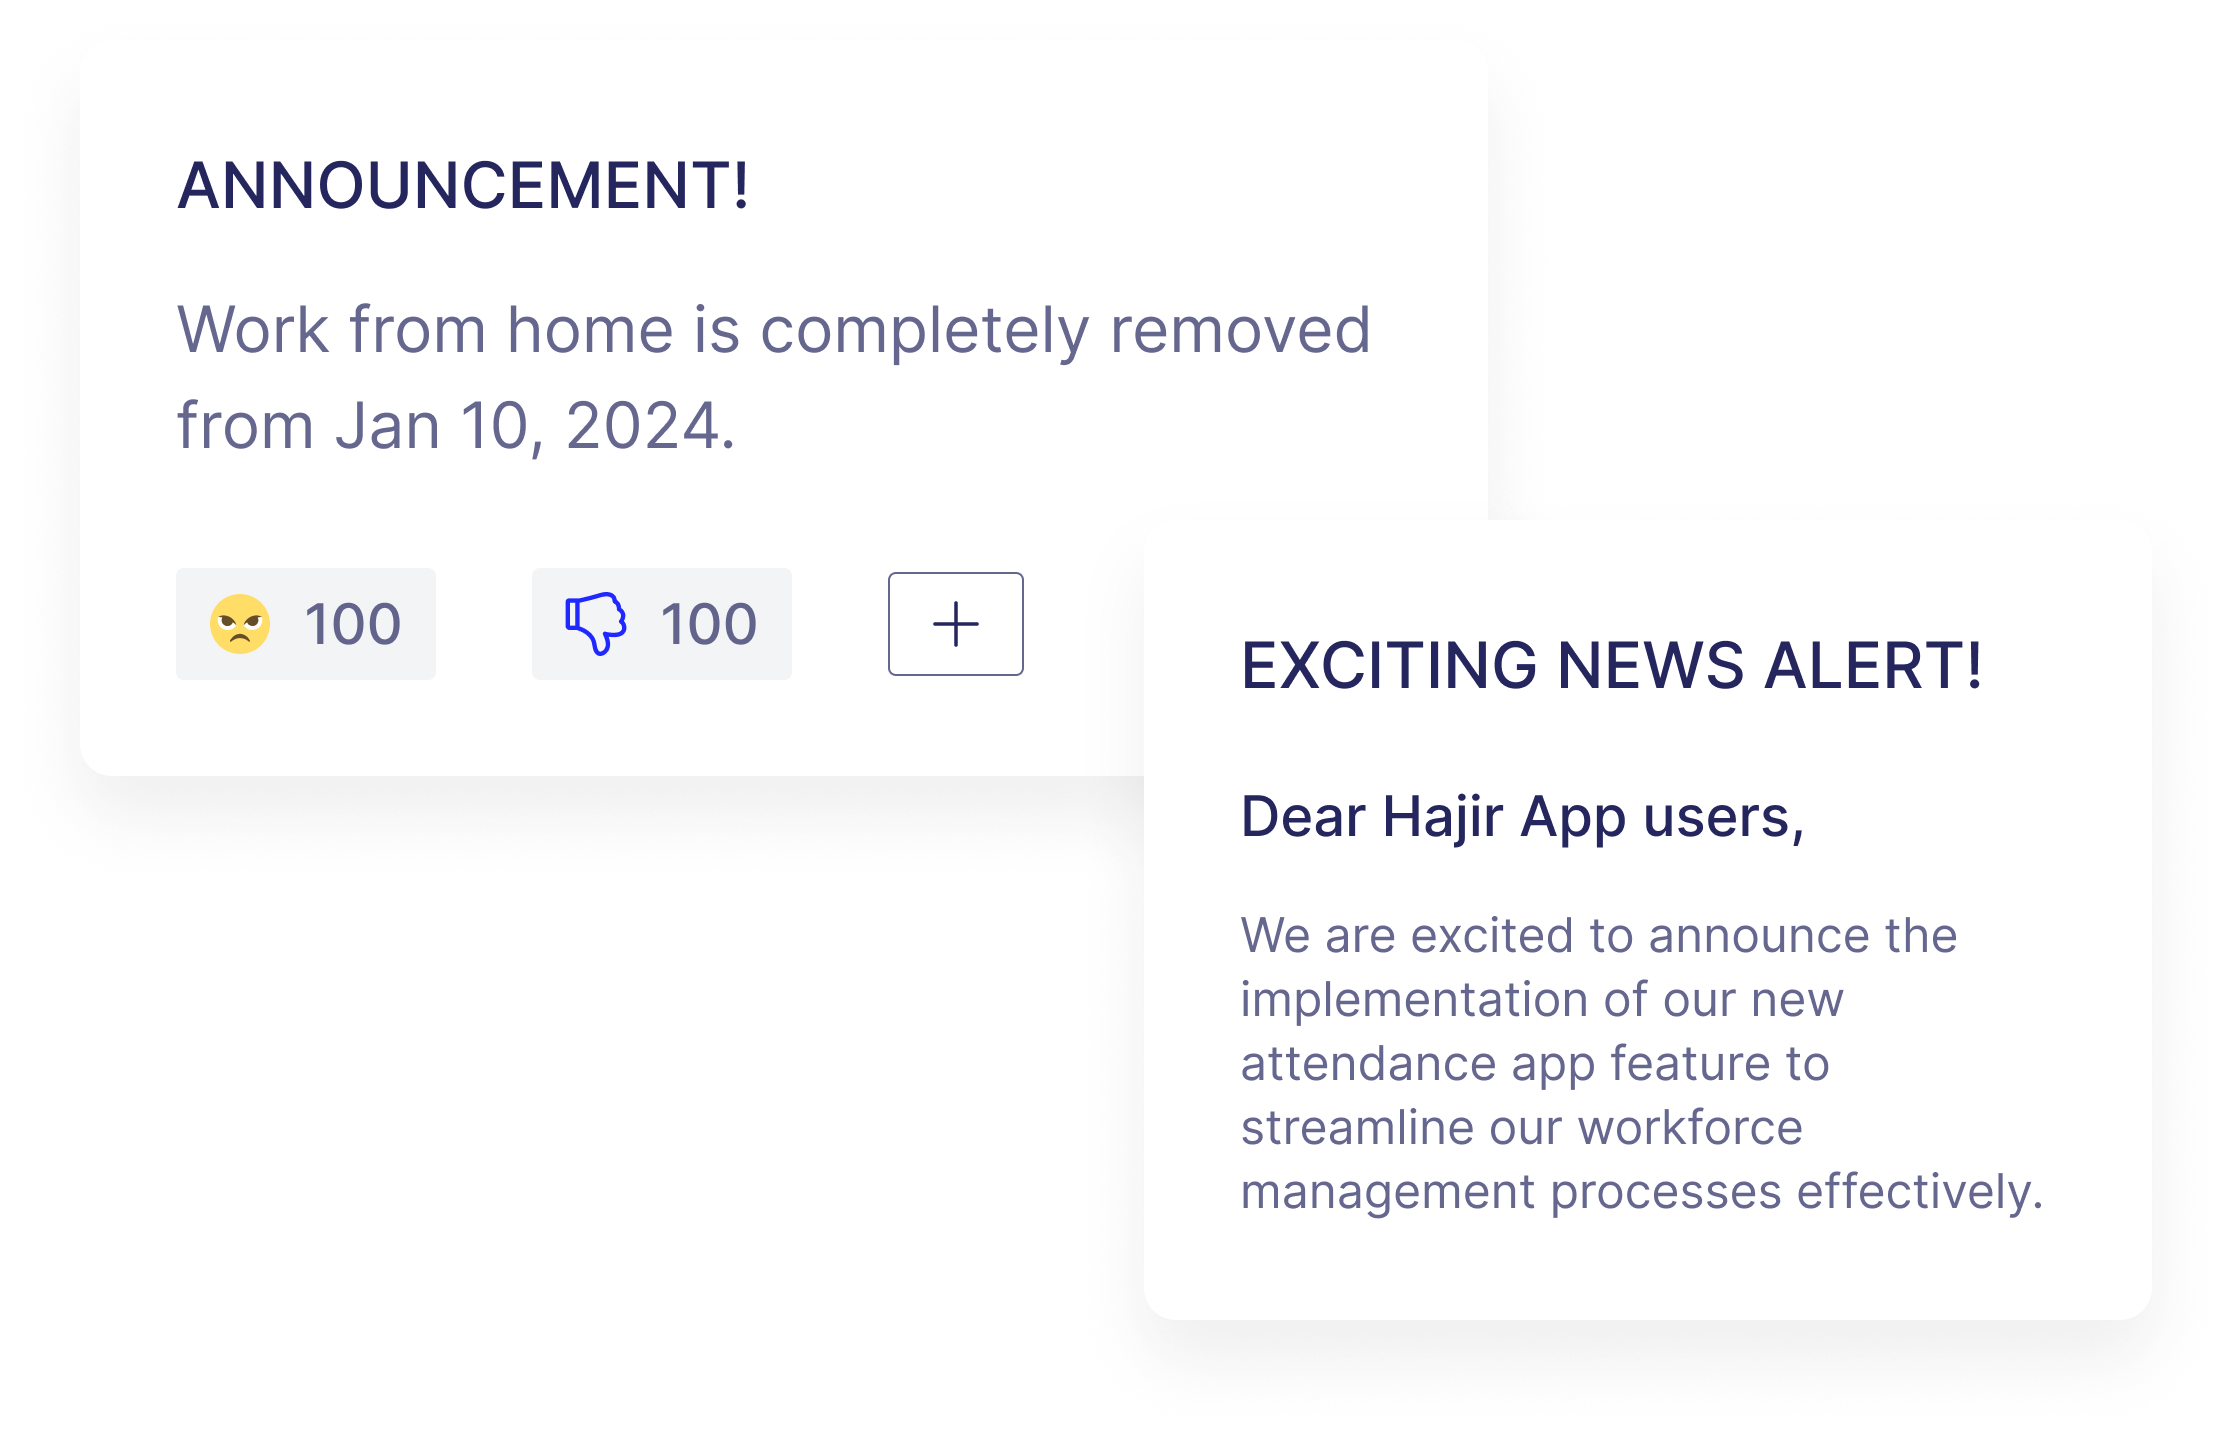 ANNOUNCEMENT!
Work from home is completely removed
from Jan 10, 2024.
100
100
EXCITING NEWS ALERT!
Dear Hajir App users,
We are excited to announce the
implementation of our new
attendance app feature to
streamline our workforce
management processes effectively.